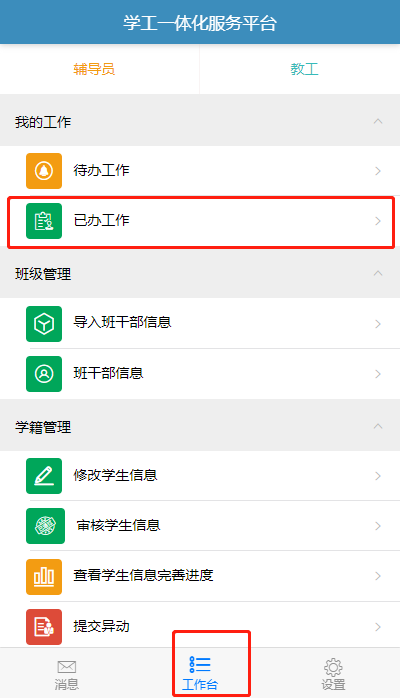 学工一体化服务平台
辅导员 教工
我的工作
待办工作
已办工作
班级管理
导入班干部信息
班干部信息
学籍管理
修改学生信息
审核学生信息
查看学生信息完善进度
提交异动
消息 工作台 设置